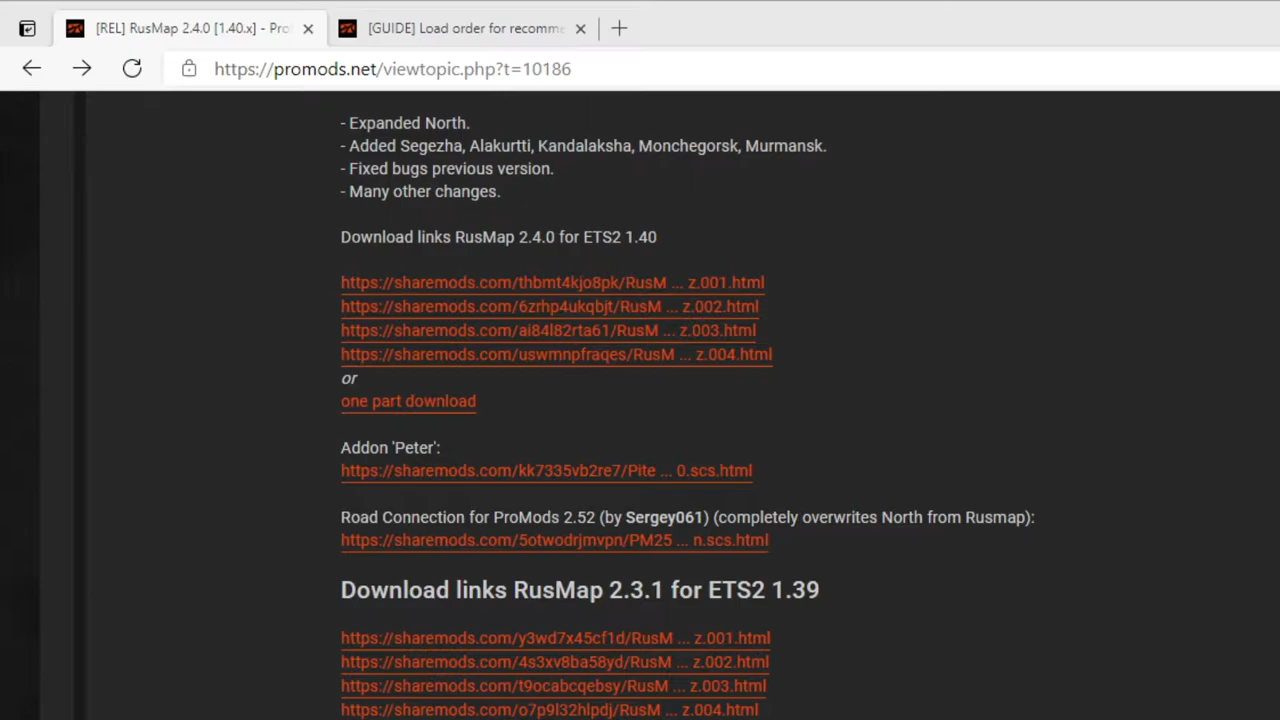 [REL] RusMap 2.4.0 [1.40.x] - Pro
[GUIDE] Load order for recomme
https://promods.net/viewtopic.php?t=10186
- Expanded North.
- Added Segezha, Alakurtti, Kandalaksha, Monchegorsk, Murmansk.
- Fixed bugs previous version.
- Many other changes.
Download links RusMap 2.4.0 for ETS2 1.40
https://sharemods.com/thbmt4kjo8pk/RusM ... z.001.html
https://sharemods.com/6zrhp4ukqbjt/RusM ... z.002.html
https://sharemods.com/ai84l82rta61/RusM ... z.003.html
https://sharemods.com/uswmnpfraqes/RusM ... z.004.html
or
one part download
Addon 'Peter':
https://sharemods.com/kk7335vb2re7/Pite ... 0.scs.html
Road Connection for ProMods 2.52 (by Sergey061) (completely overwrites North from Rusmap):
https://sharemods.com/5otwodrjmvpn/PM25 ... n.scs.html
Download links RusMap 2.3.1 for ETS2 1.39
https://sharemods.com/y3wd7x45cf1d/RusM ... z.001.html
https://sharemods.com/4s3xv8ba58yd/RusM ... z.002.html
https://sharemods.com/t9ocabcqebsy/RusM ... z.003.html
https://sharemods.com/o7p9l32hlpdj/RusM ... z.004.html